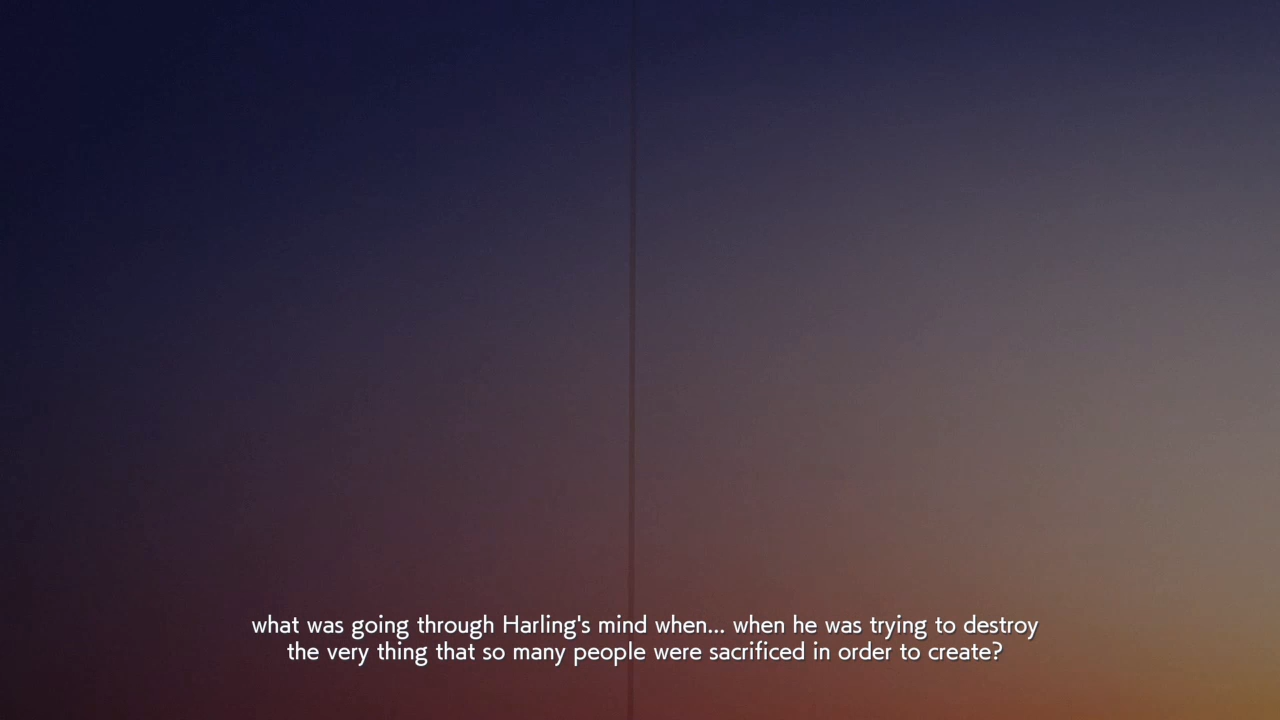 what was going through Harling's mind when... when he was trying to destroy
the very thing that so many people were sacrificed in order to create?